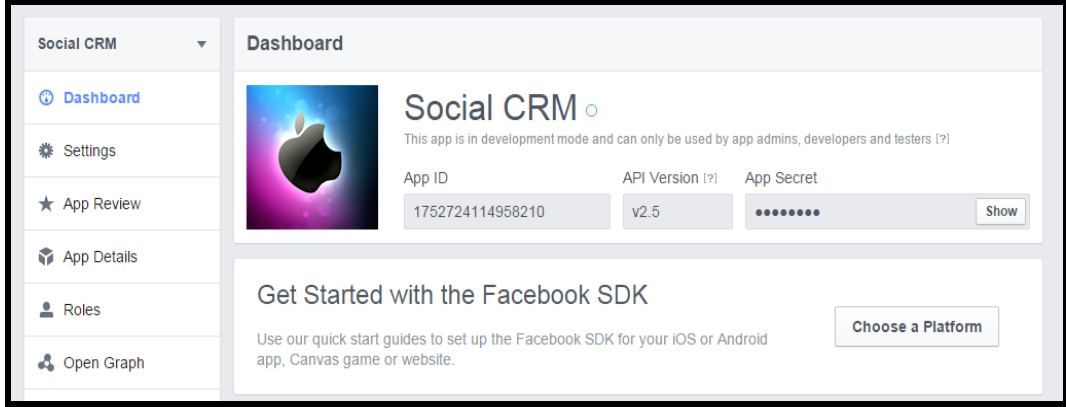 Social CRM
Dashboard
Settings
App Review
App Details
Roles
Open Graph
Dashboard
Social CRM
This app is in development mode and can only be used by app admins, developers and testers [?]
App ID
API Version [?]
App Secret
1752724114958210
v2.5
●●●●●●●●
Show
Get Started with the Facebook SDK
Use our quick start guides to set up the Facebook SDK for your iOS or Android
app, Canvas game or website.
Choose a Platform